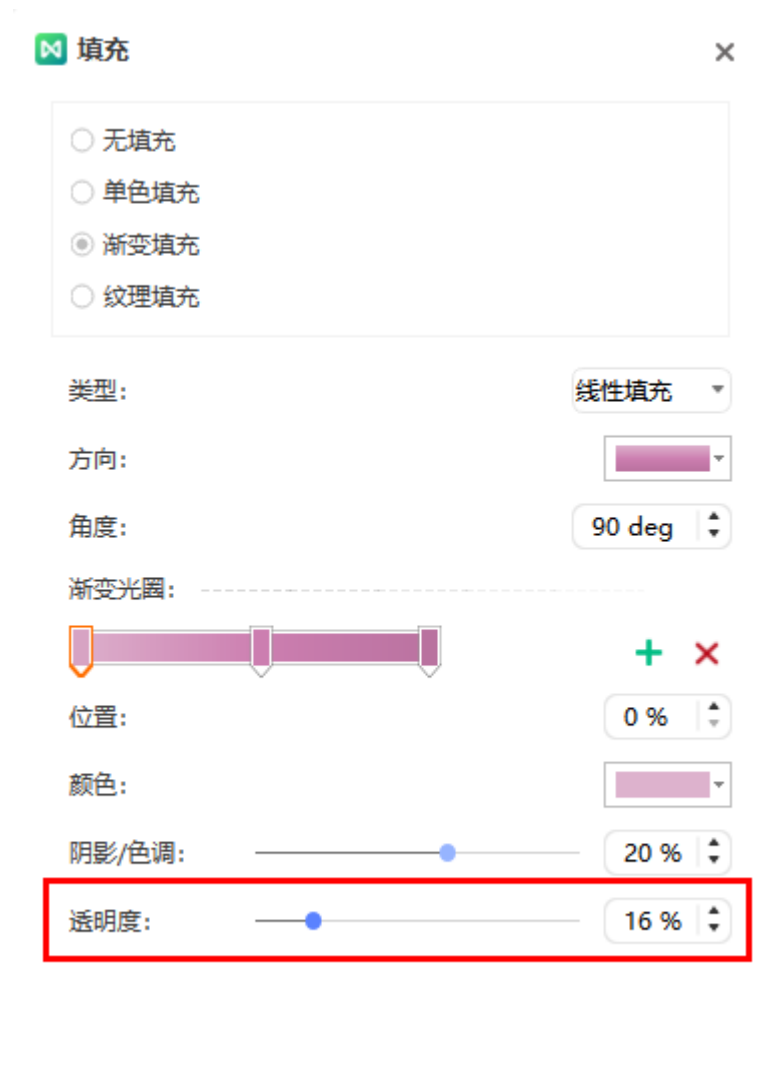 填充
无填充
单色填充
渐变填充
纹理填充
类型: 线性填充
方向:
角度: 90 deg
渐变光圈:
位置: 0 %
颜色:
阴影/色调: 20 %
透明度: 16 %